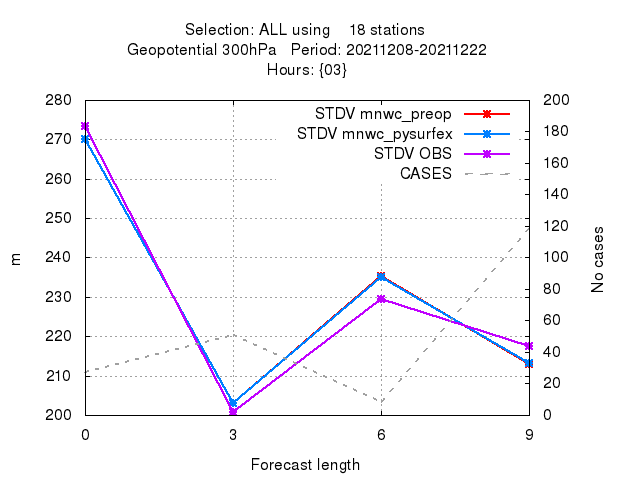 Selection: ALL using    18 stations
Geopotential 300hPa   Period: 20211208-20211222
Hours: {03}
280
270
260
250
240
230
220
210
200
m
200
180
160
140
120
100
80
60
40
20
0
No cases
STDV mnwc_preop
STDV mnwc_pysurfex
STDV OBS
CASES
0
3
6
9
Forecast length